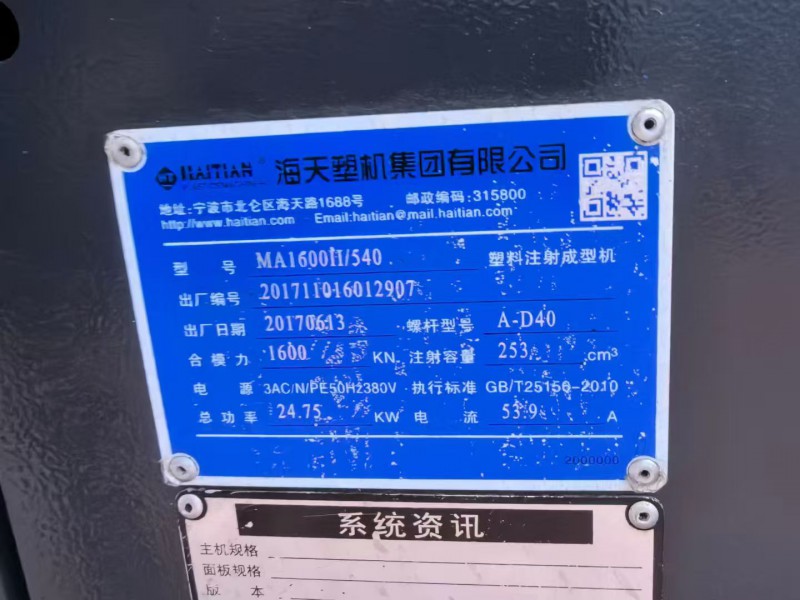 HAITIAN 海天塑机集团有限公司
地址:宁波市北仑区海天路1688号 邮政编码:315800
http://www.haitian.com Email:haitian@mail.haitian.com
型 号 MA1600II/540 塑料注射成型机
出厂编号 201711016012907
出厂日期 20170613 螺杆型号 A-D40
合模力 1600 KN 注射容量 253 cm³
电 源 3AC/N/PE50Hz380V 执行标准 GB/T25156-2010
总功率 24.75 KW 电 流 53.9 A
2000000
系统资讯
主机规格
面板规格
版 本